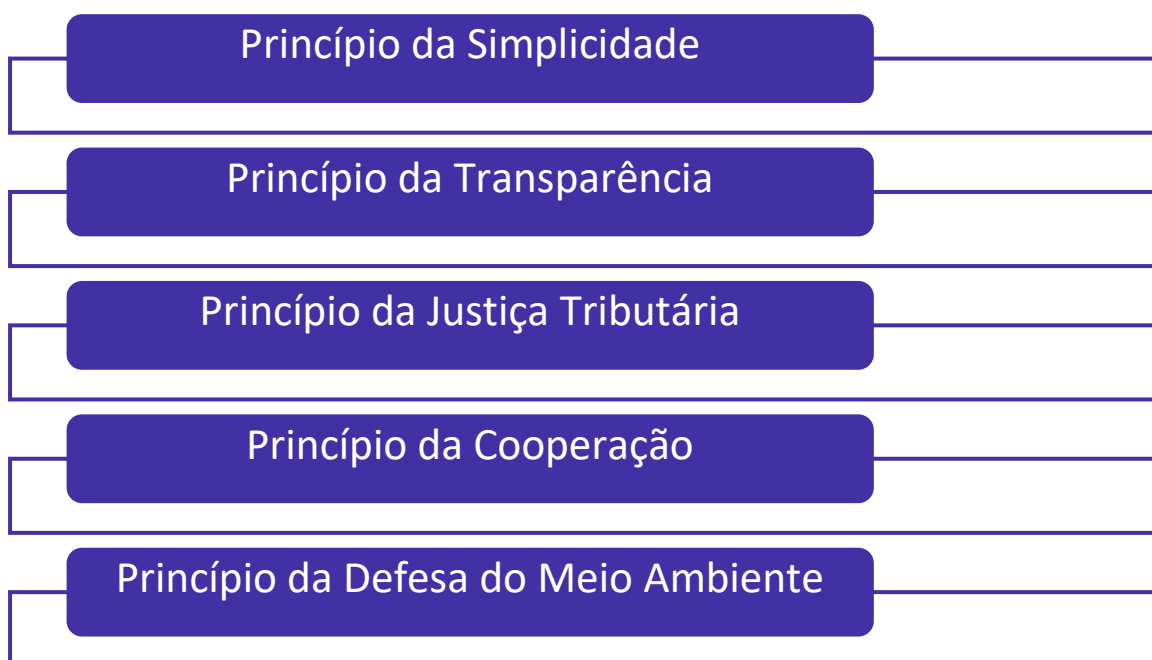 Princípio da Simplicidade
Princípio da Transparência
Princípio da Justiça Tributária
Princípio da Cooperação
Princípio da Defesa do Meio Ambiente